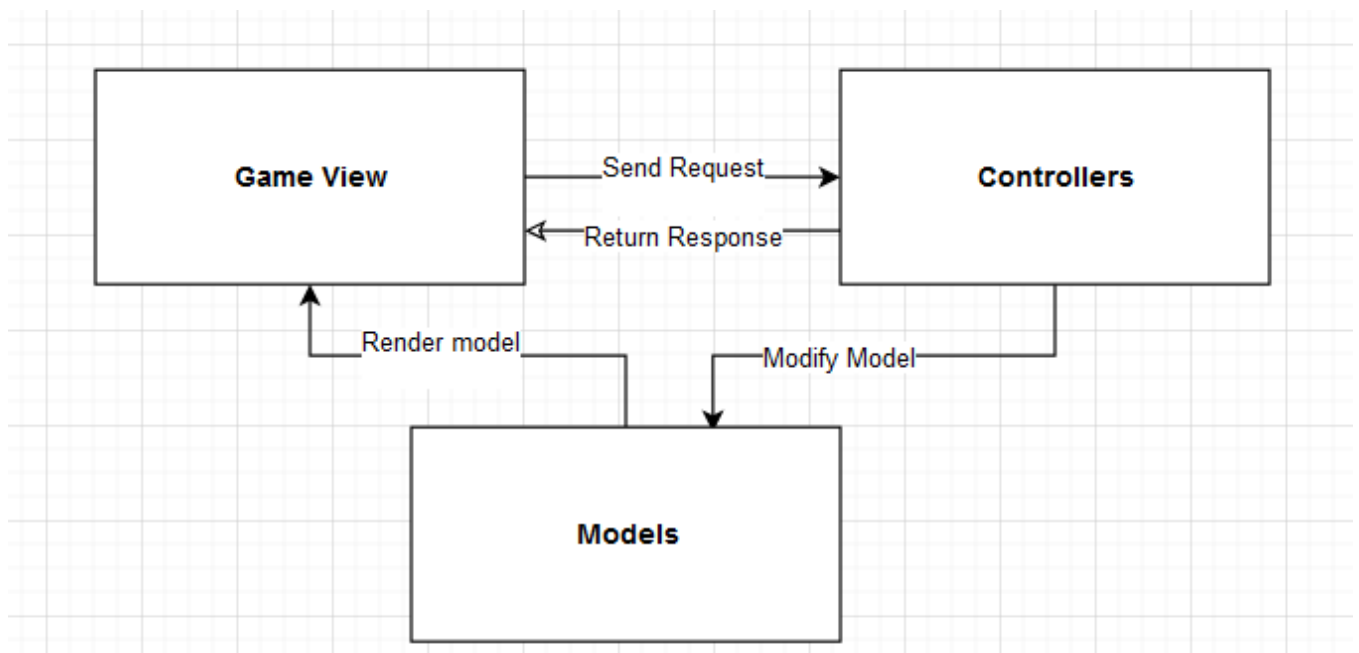 Game View
Send Request
Controllers
Return Response
Render model
Modify Model
Models